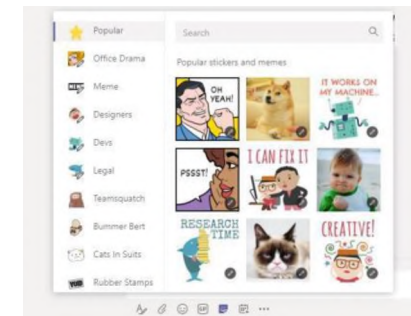 Popular
Office Drama
Meme
Designers
Devs
Legal
Teamsquatch
Bummer Bert
Cats In Suits
Rubber Stamps
Search
Popular stickers and memes
OH
YEAH!
IT WORKS ON
MY MACHINE...
PSSST!
I CAN FIX IT
RESEARCH
TIME
CREATIVE!
GIF